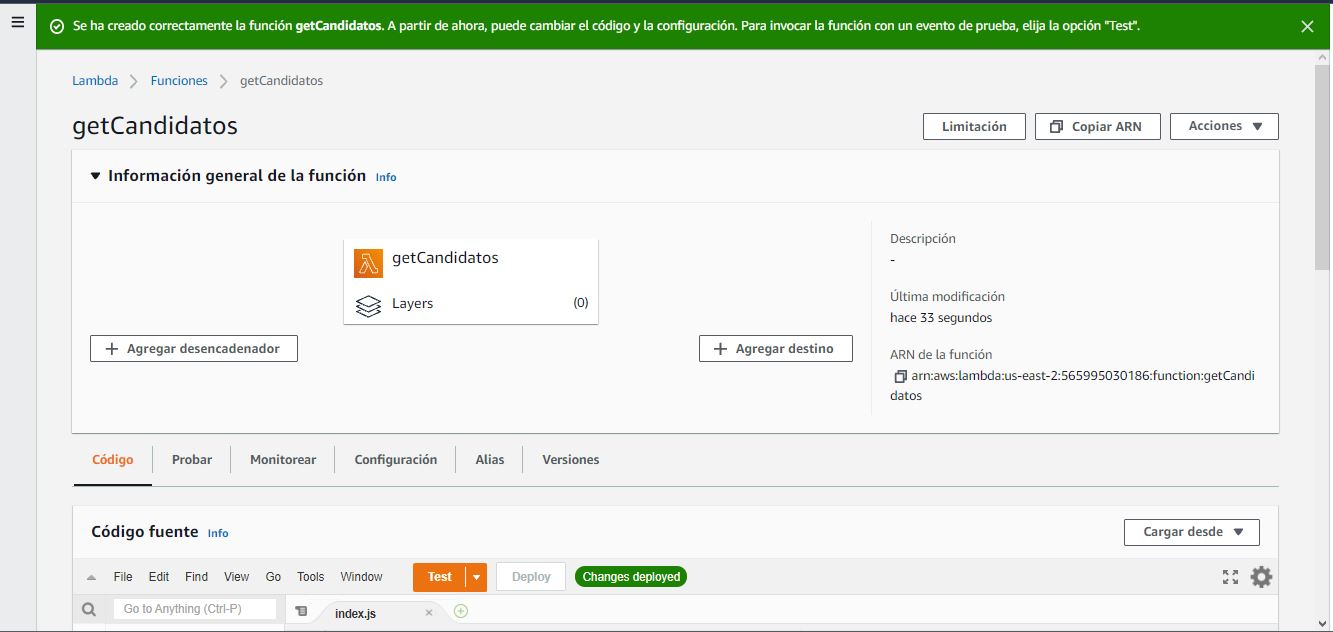 Se ha creado correctamente la función getCandidatos. A partir de ahora, puede cambiar el código y la configuración. Para invocar la función con un evento de prueba, elija la opción "Test".
Lambda Funciones getCandidatos
getCandidatos
Limitación Copiar ARN Acciones
Información general de la función Info
getCandidatos
Layers (0)
Agregar desencadenador
Agregar destino
Descripción
-
Última modificación
hace 33 segundos
ARN de la función
arn:aws:lambda:us-east-2:565995030186:function:getCandi
datos
Código Probar Monitorear Configuración Alias Versiones
Código fuente Info
Cargar desde
File Edit Find View Go Tools Window Test Deploy Changes deployed
Go to Anything (Ctrl-P) index.js